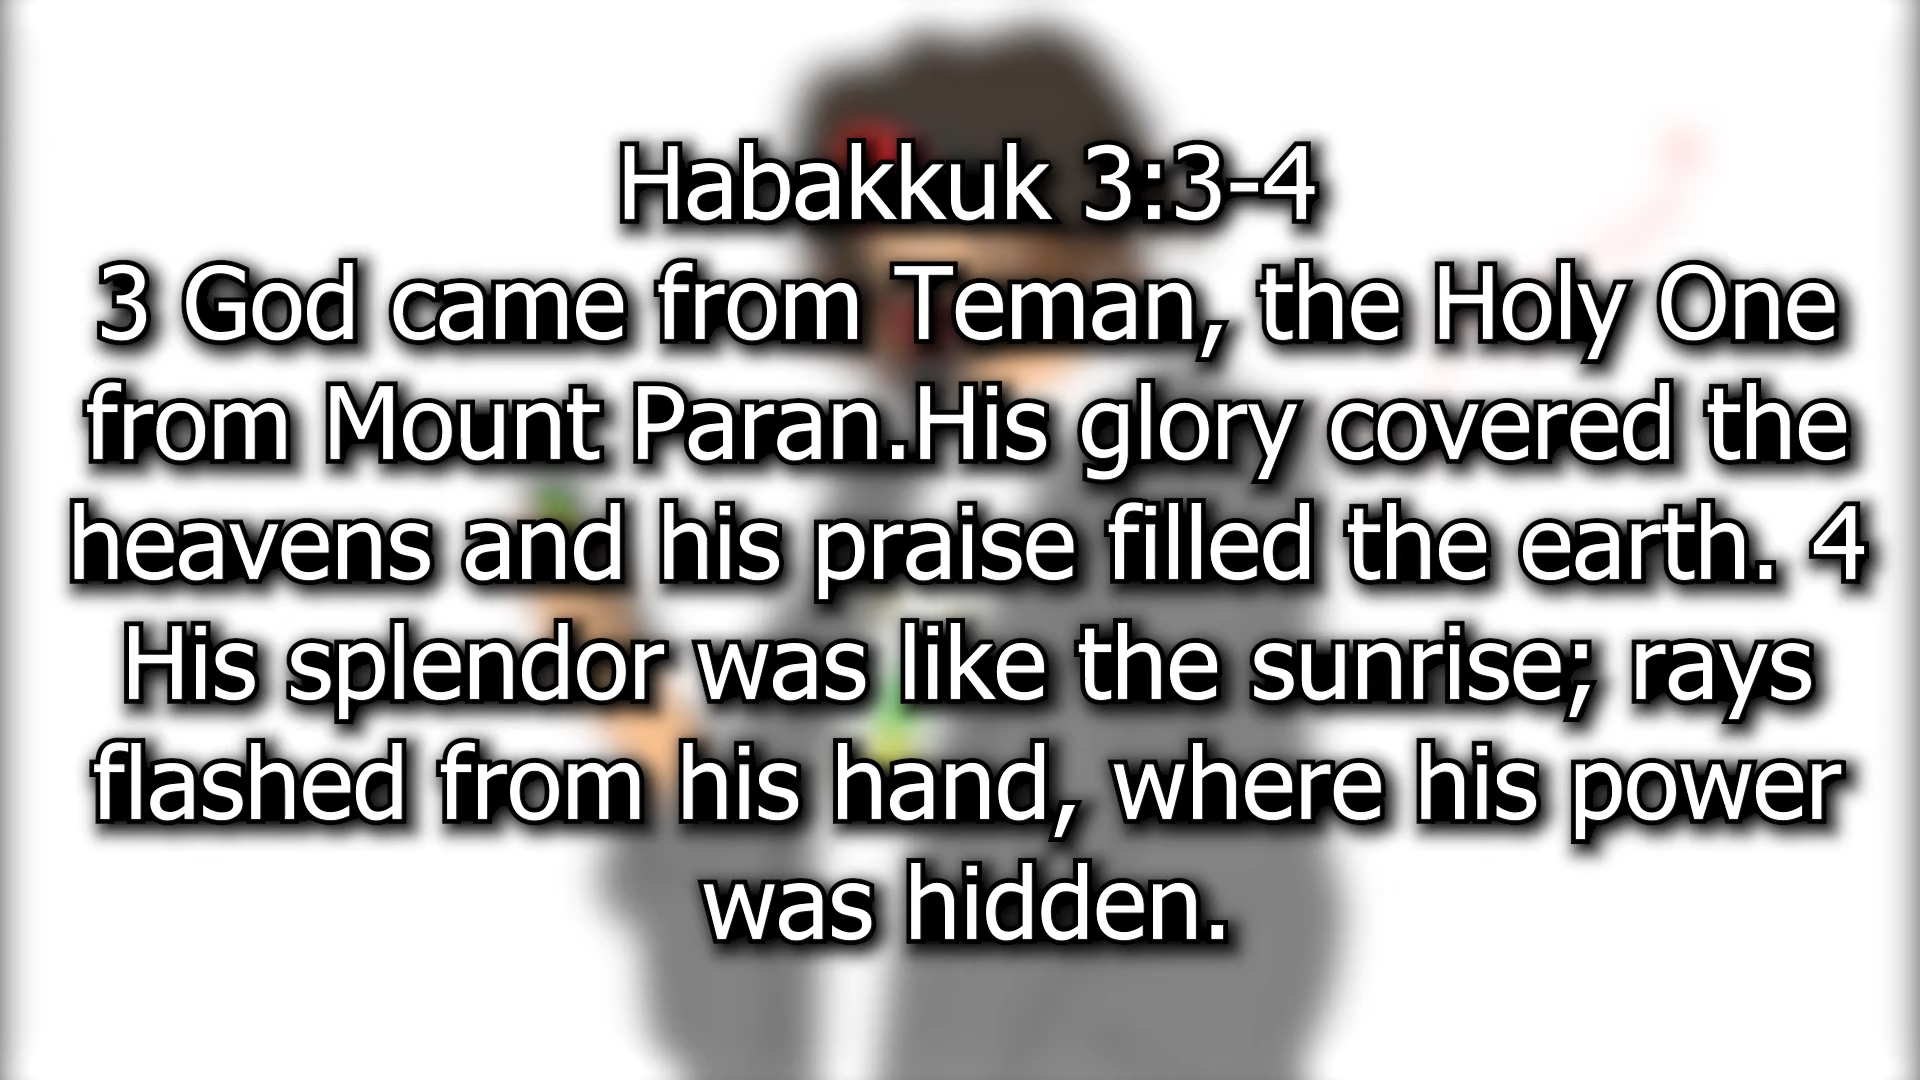 Habakkuk 3:3-4
3 God came from Teman, the Holy One
from Mount Paran.His glory covered the
heavens and his praise filled the earth. 4
His splendor was like the sunrise; rays
flashed from his hand, where his power
was hidden.